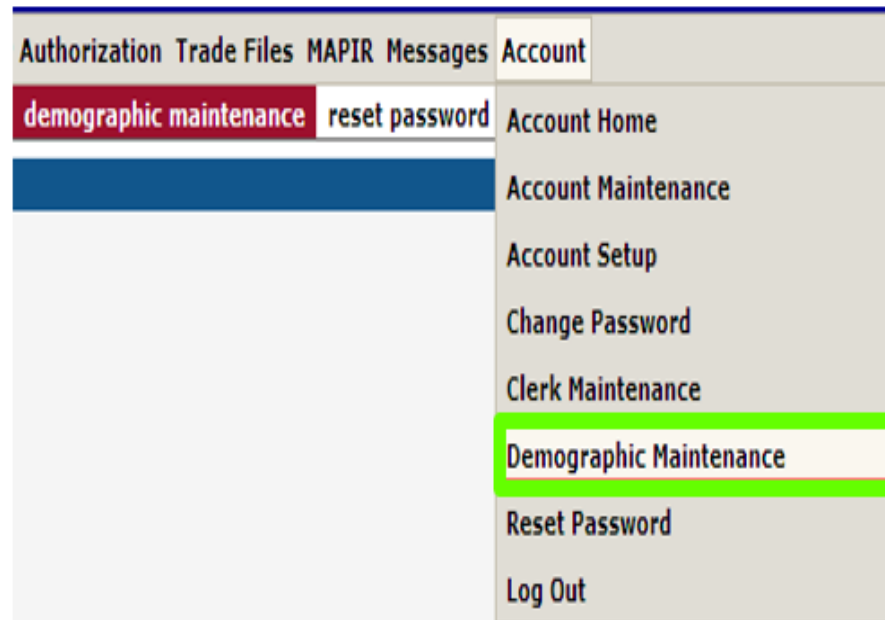 Authorization Trade Files MAPIR Messages Account
demographic maintenance reset password
Account Home
Account Maintenance
Account Setup
Change Password
Clerk Maintenance
Demographic Maintenance
Reset Password
Log Out